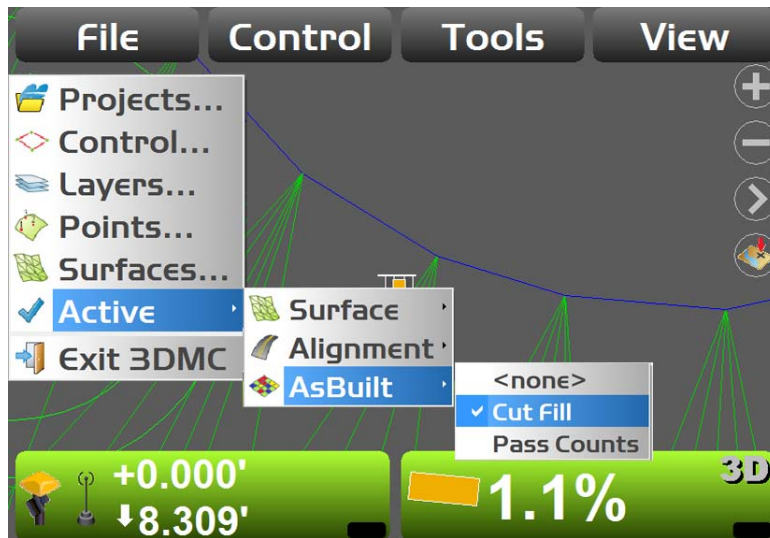 File Control Tools View
Projects...
Control...
Layers...
Points...
Surfaces...
Active
Exit 3DMC
Surface
Alignment
AsBuilt
<none>
Cut Fill
Pass Counts
+0.000'
8.309'
1.1%
3D